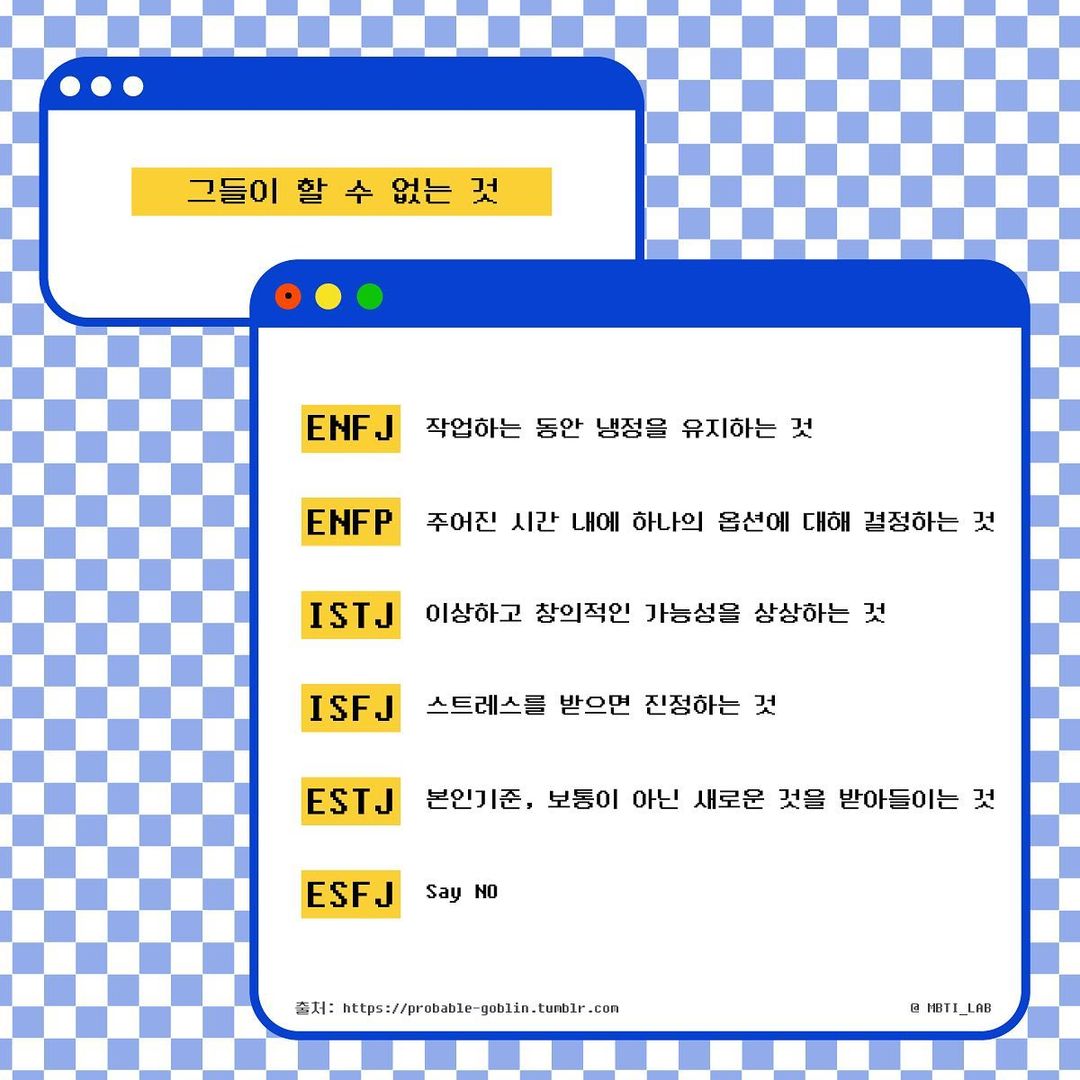 그들이 할 수 없는 것
ENFJ 작업하는 동안 냉정을 유지하는 것
ENFP 주어진 시간 내에 하나의 옵션에 대해 결정하는 것
ISTJ 이상하고 창의적인 가능성을 상상하는 것
ISFJ 스트레스를 받으면 진정하는 것
ESTJ 본인기준, 보통이 아닌 새로운 것을 받아들이는 것
ESFJ Say NO
출처: https://probable-goblin.tumblr.com
@ MBTI_LAB